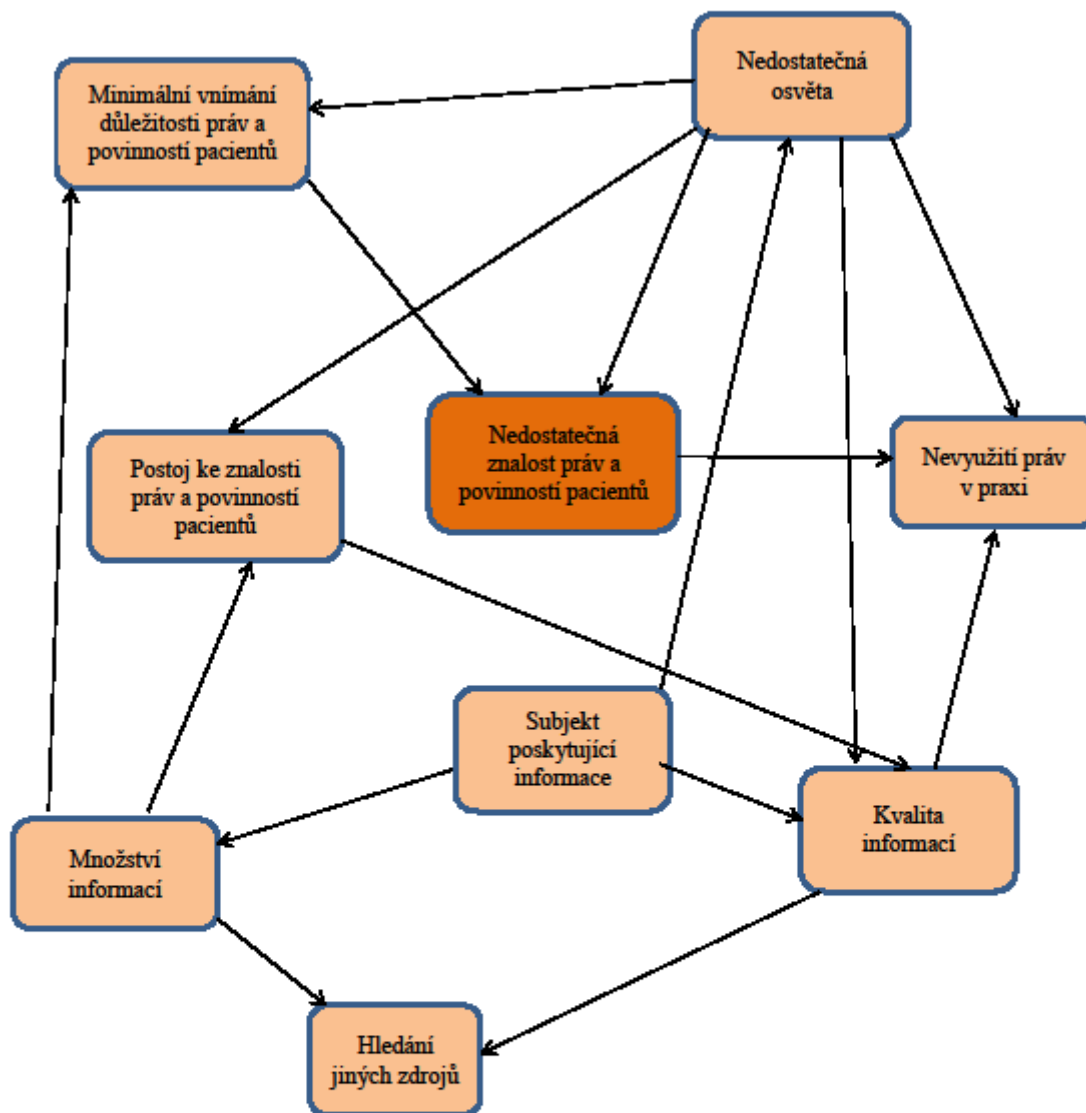 Nedostatečná
osvěta
Minimální vnímání
důležitosti práv a
povinností pacientů
Nedostatečná
znalost práv a
povinností pacientů
Nevyužití práv
v praxi
Postoj ke znalosti
práv a povinností
pacientů
Subjekt
poskytující
informace
Kvalita
informací
Množství
informací
Hledání
jiných zdrojů